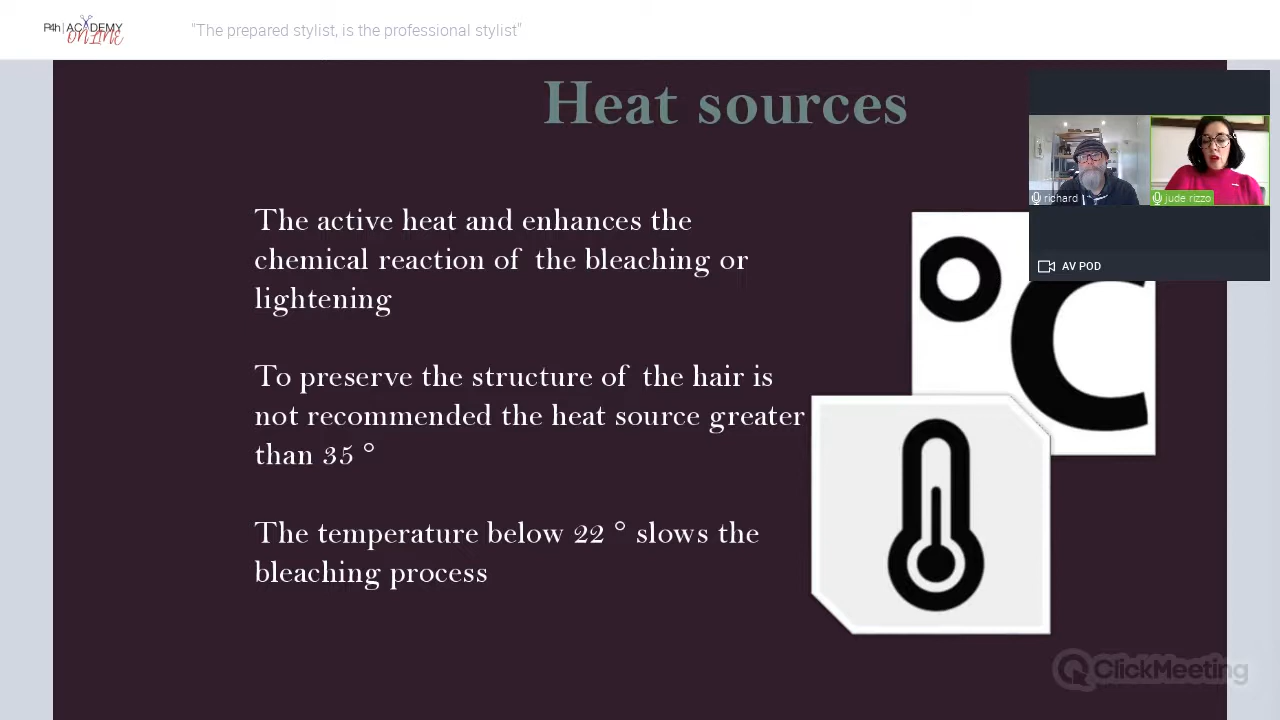 P4h | ACADEMY
ONLINE
"The prepared stylist, is the professional stylist"
Heat sources
The active heat and enhances the
chemical reaction of the bleaching or
lightening
To preserve the structure of the hair is
not recommended the heat source greater
than 35 °
The temperature below 22 ° slows the
bleaching process
°C
richard
jude rizzo
AV POD
ClickMeeting